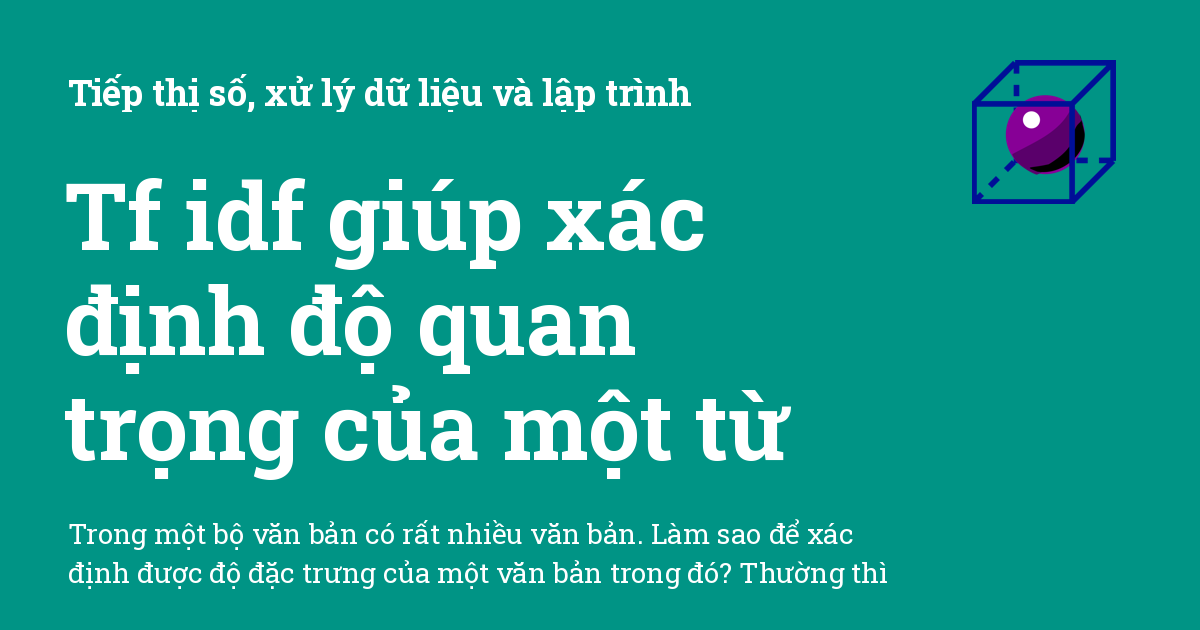 Tiếp thị số, xử lý dữ liệu và lập trình
Tf idf giúp xác
định độ quan
trọng của một từ
Trong một bộ văn bản có rất nhiều văn bản. Làm sao để xác
định được độ đặc trưng của một văn bản trong đó? Thường thì